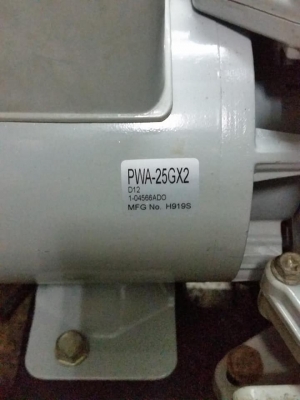 PWA-25GX2
D12
1-04566ADD
MFG No. H919S